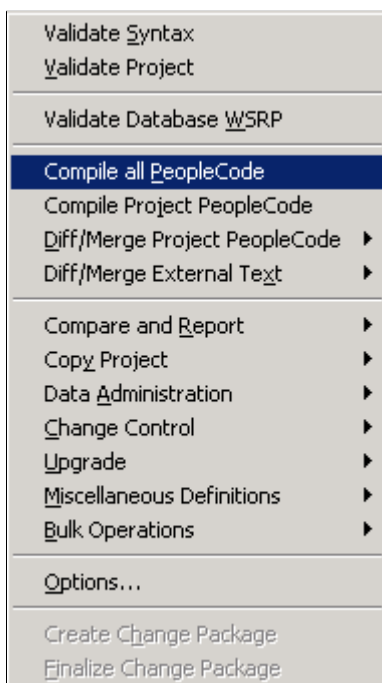 Validate Syntax
Validate Project
Validate Database WSRP
Compile all PeopleCode
Compile Project PeopleCode
Diff/Merge Project PeopleCode
Diff/Merge External Text
Compare and Report
Copy Project
Data Administration
Change Control
Upgrade
Miscellaneous Definitions
Bulk Operations
Options...
Create Change Package
Finalize Change Package